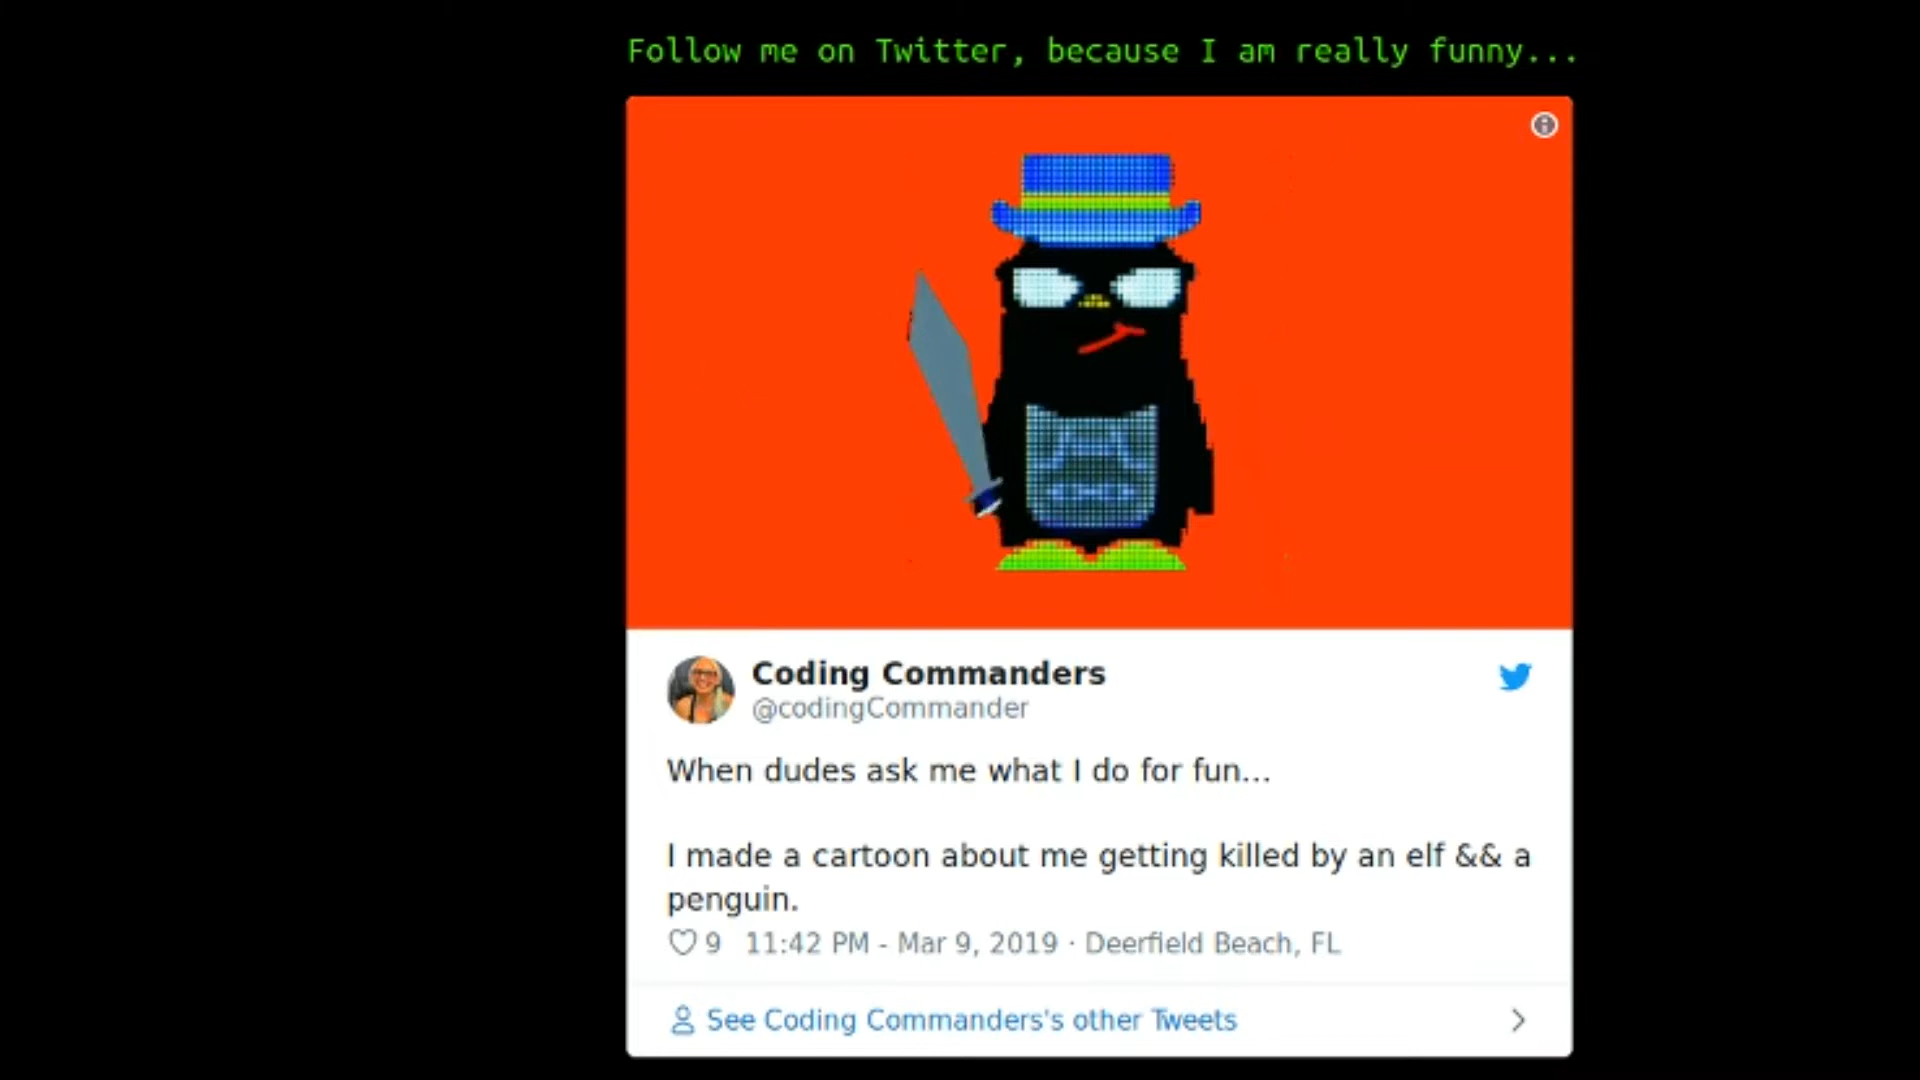 Follow me on Twitter, because I am really funny...
Coding Commanders
@codingCommander
When dudes ask me what I do for fun...
I made a cartoon about me getting killed by an elf && a
penguin.
9 11:42 PM - Mar 9, 2019 · Deerfield Beach, FL
See Coding Commanders's other Tweets